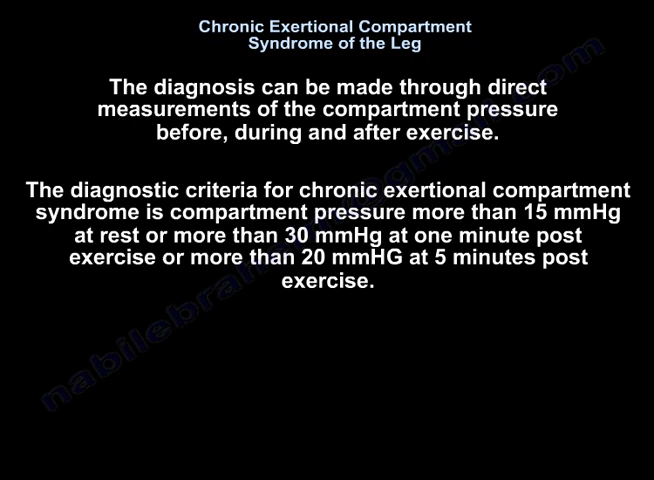 Chronic Exertional Compartment
Syndrome of the Leg
The diagnosis can be made through direct
measurements of the compartment pressure
before, during and after exercise.
The diagnostic criteria for chronic exertional compartment
syndrome is compartment pressure more than 15 mmHg
at rest or more than 30 mmHg at one minute post
exercise or more than 20 mmHG at 5 minutes post
exercise.